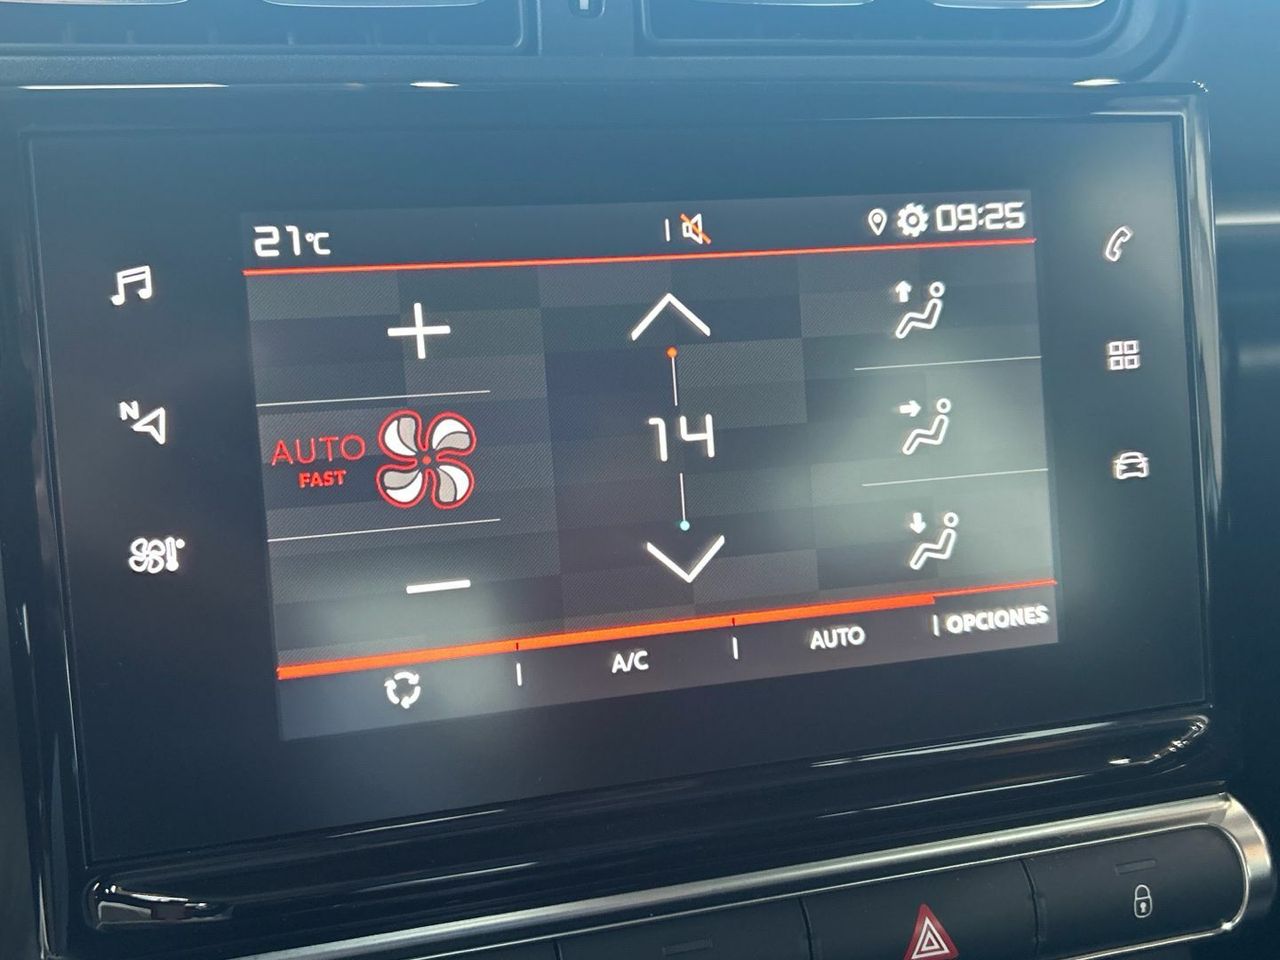 21°C
09:25
N
AUTO
FAST
14
A/C
AUTO
OPCIONES